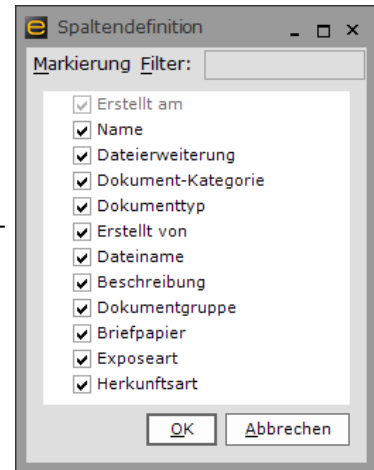 Spaltendefinition
Markierung Filter:
Erstellt am
Name
Dateierweiterung
Dokument-Kategorie
Dokumenttyp
Erstellt von
Dateiname
Beschreibung
Dokumentgruppe
Briefpapier
Exposeart
Herkunftsart
OK Abbrechen